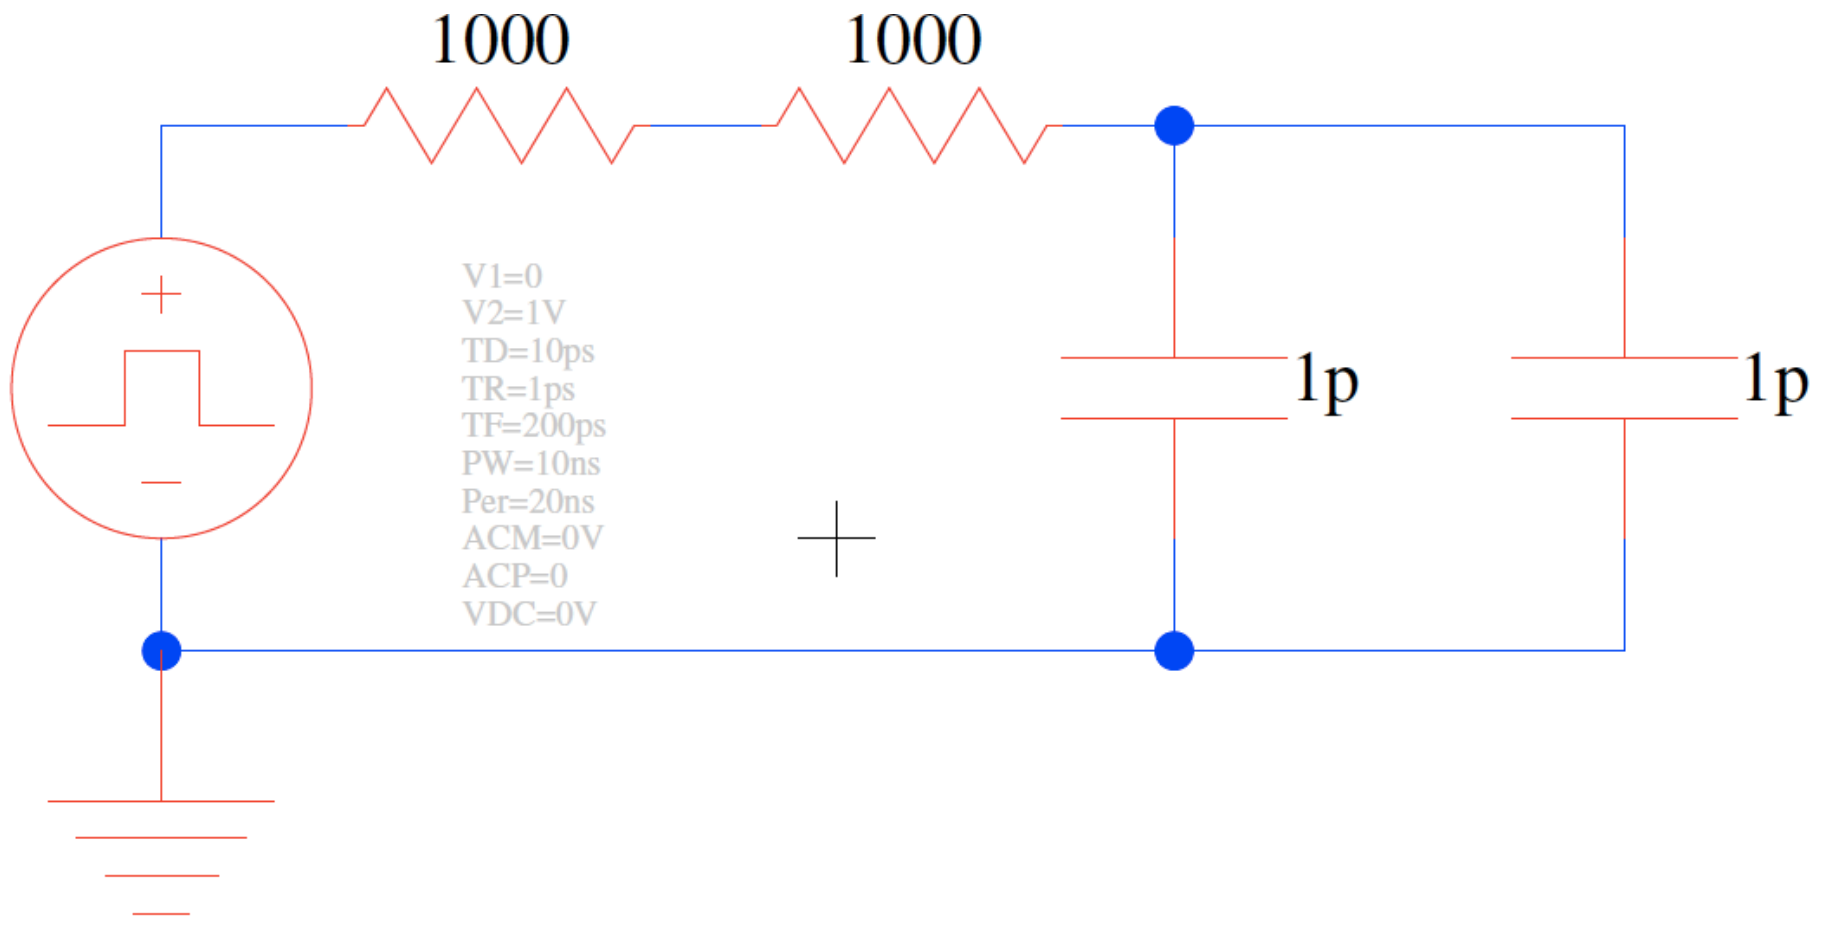 1000
1000
V1=0
V2=1V
TD=10ps
TR=1ps
TF=200ps
PW=10ns
Per=20ns
ACM=0V
ACP=0
VDC=0V
1p
1p